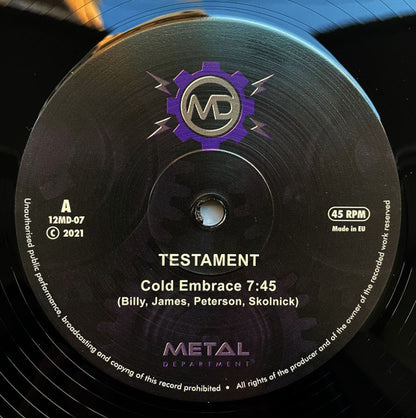 MD
A
12MD-07
© 2021
45 RPM
Made in EU
TESTAMENT
Cold Embrace 7:45
(Billy, James, Peterson, Skolnick)
METAL
DEPARTMENT
Unauthorised public performance, broadcasting and copyrig of this record prohibited • All rights of the producer and of the owner of the recorded work reserved